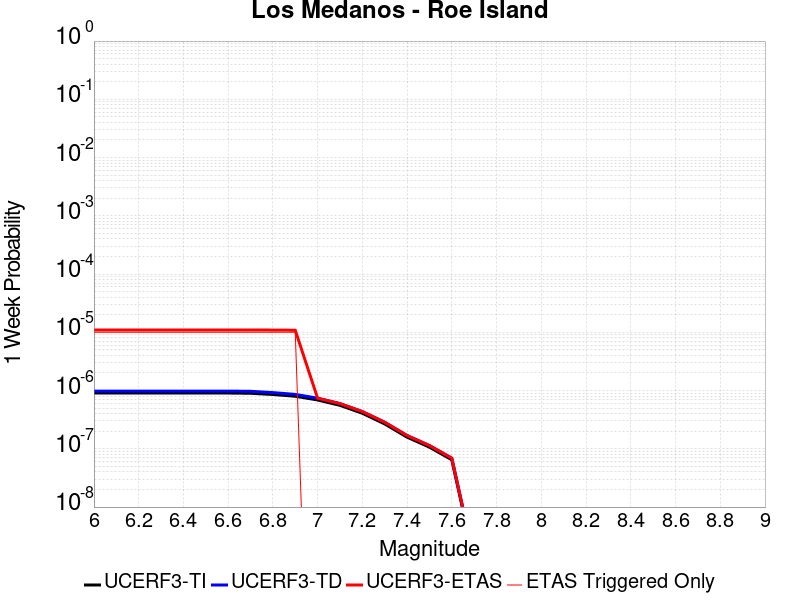 Los Medanos - Roe Island
10^0
10^-1
10^-2
10^-3
10^-4
10^-5
10^-6
10^-7
10^-8
1 Week Probability
6 6.2 6.4 6.6 6.8 7 7.2 7.4 7.6 7.8 8 8.2 8.4 8.6 8.8 9
Magnitude
UCERF3-TI UCERF3-TD UCERF3-ETAS ETAS Triggered Only